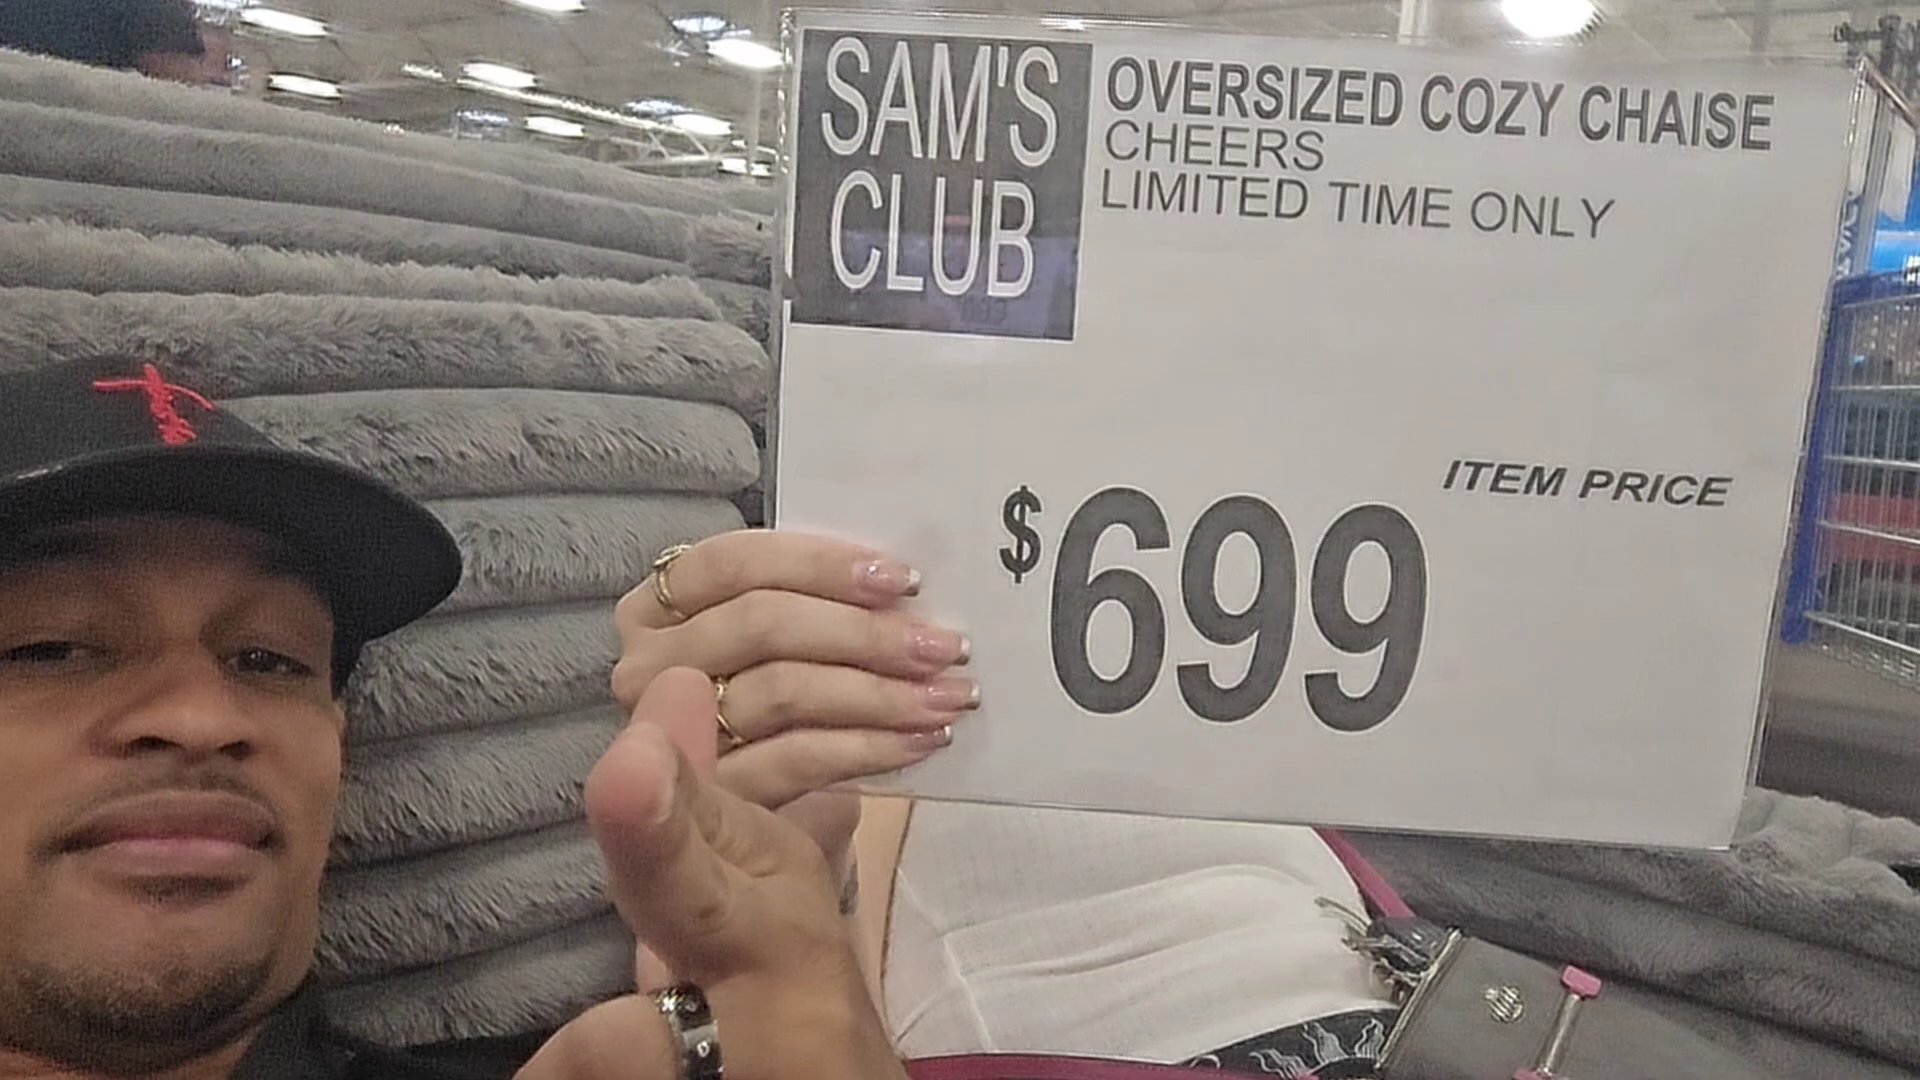 SAM'S
CLUB
OVERSIZED COZY CHAISE
CHEERS
LIMITED TIME ONLY
ITEM PRICE
$699